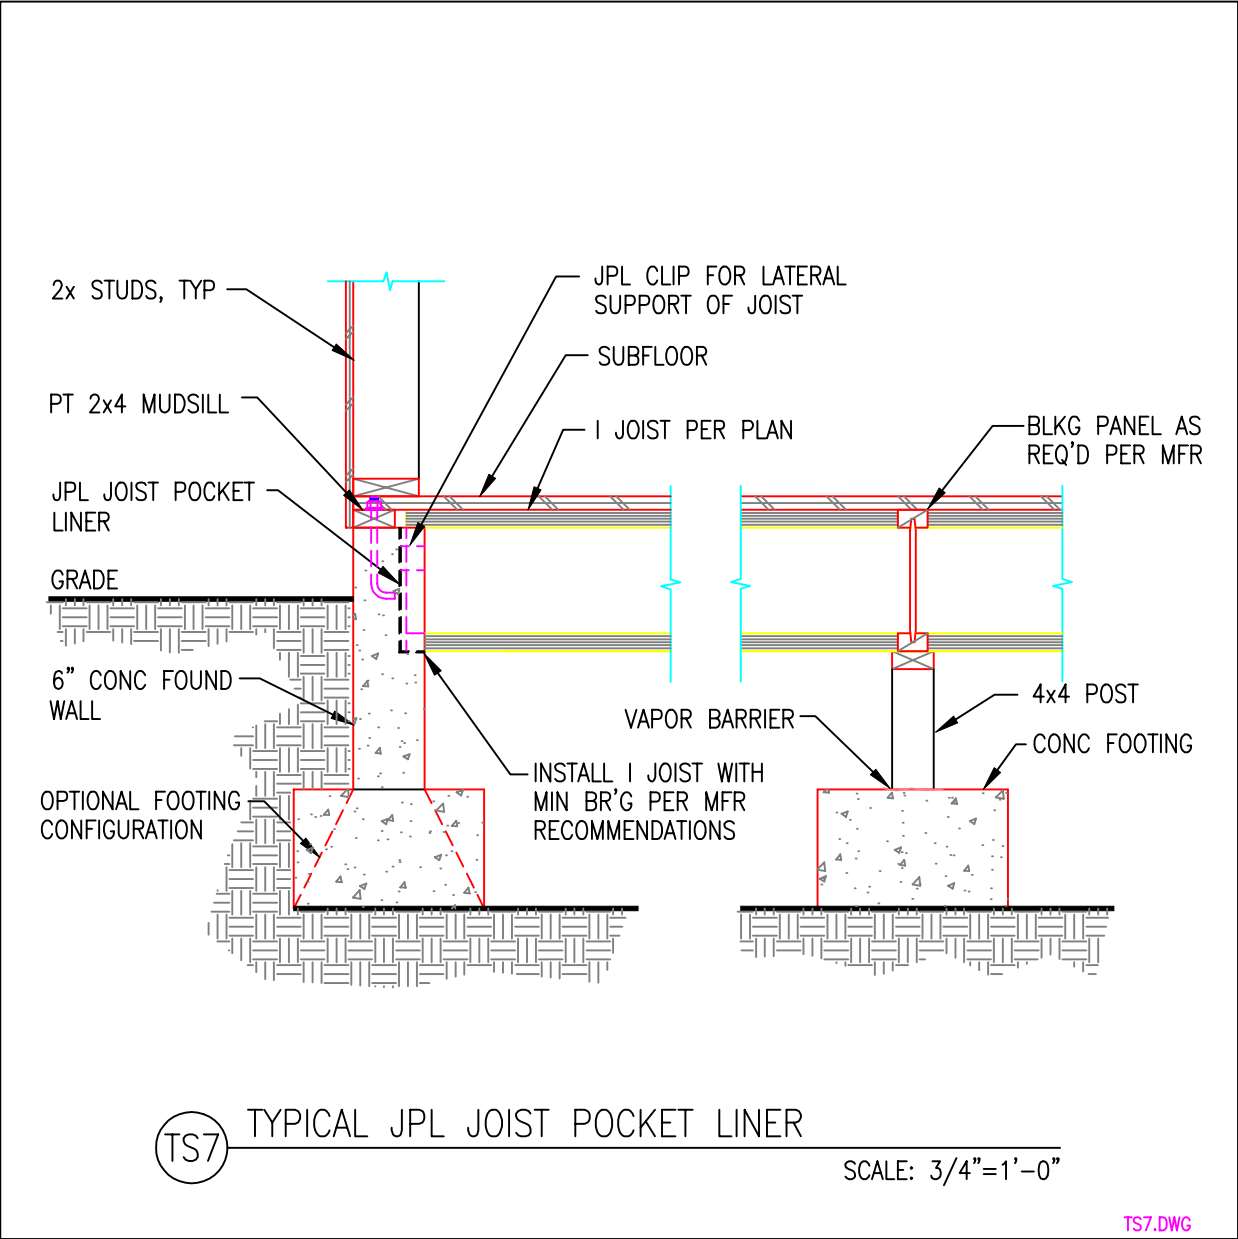 2x STUDS, TYP
JPL CLIP FOR LATERAL
SUPPORT OF JOIST
SUBFLOOR
PT 2x4 MUDSILL
I JOIST PER PLAN
BLKG PANEL AS
REQ'D PER MFR
JPL JOIST POCKET
LINER
GRADE
6" CONC FOUND
WALL
4x4 POST
VAPOR BARRIER
CONC FOOTING
INSTALL I JOIST WITH
MIN BR'G PER MFR
RECOMMENDATIONS
OPTIONAL FOOTING
CONFIGURATION
TS7
TYPICAL JPL JOIST POCKET LINER
SCALE: 3/4"=1'-0"
TS7.DWG